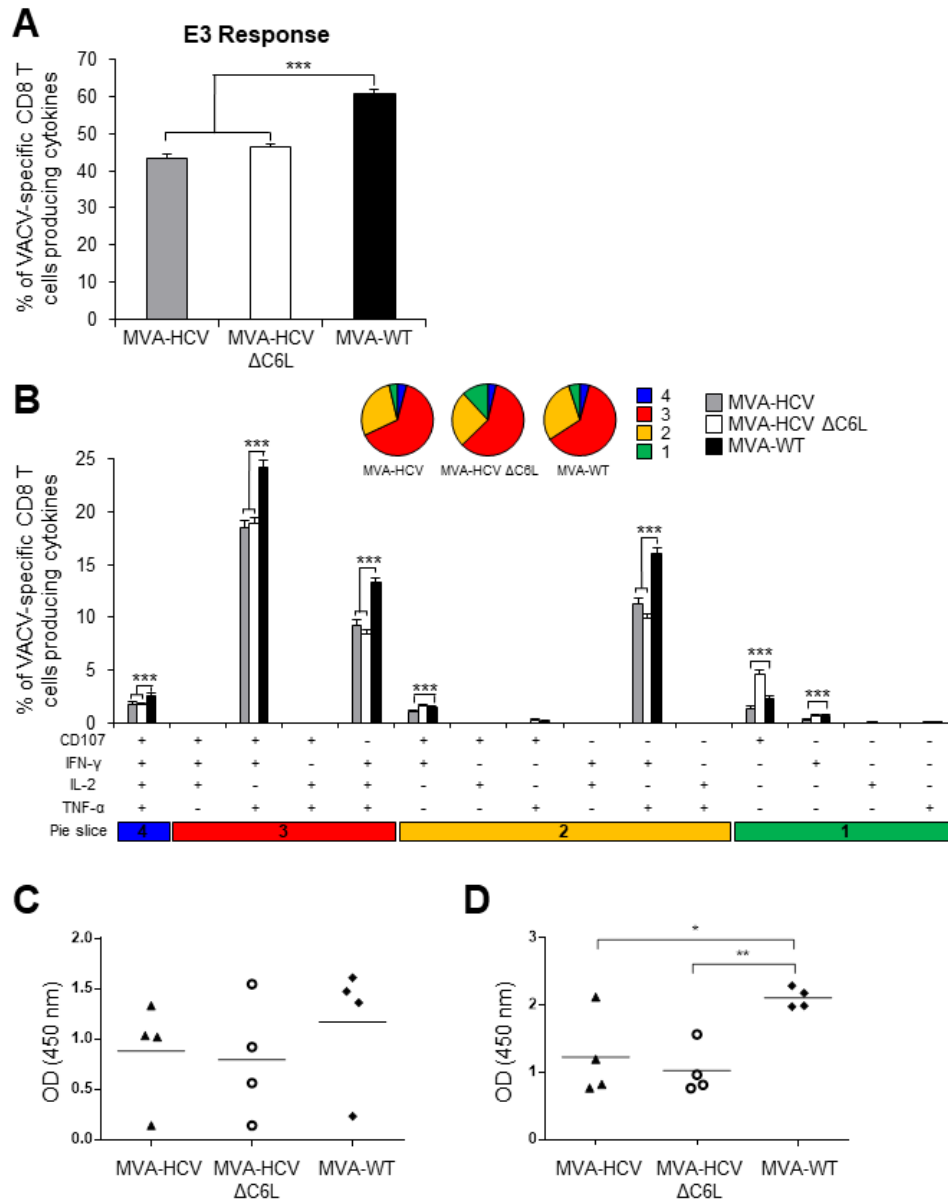 A
E3 Response
% of VACV-specific CD8 T
cells producing cytokines
70
60
50
40
30
20
10
0
***
MVA-HCV
MVA-HCV
ΔC6L
MVA-WT
B
MVA-HCV
MVA-HCV ΔC6L
MVA-WT
4
3
2
1
MVA-HCV
MVA-HCV ΔC6L
MVA-WT
% of VACV-specific CD8 T
cells producing cytokines
25
20
15
10
5
0
***
***
***
***
***
***
***
CD107 + + + + - + + + - - - + - - -
IFN-γ + + + - + + - - + + - - + - -
IL-2 + + - + + - + - + - + - - + -
TNF-α + - + + + - - + - + + - - - +
Pie slice 4 3 2 1
C
OD (450 nm)
2.0
1.5
1.0
0.5
0.0
MVA-HCV
MVA-HCV
ΔC6L
MVA-WT
D
OD (450 nm)
3
2
1
0
*
**
MVA-HCV
MVA-HCV
ΔC6L
MVA-WT